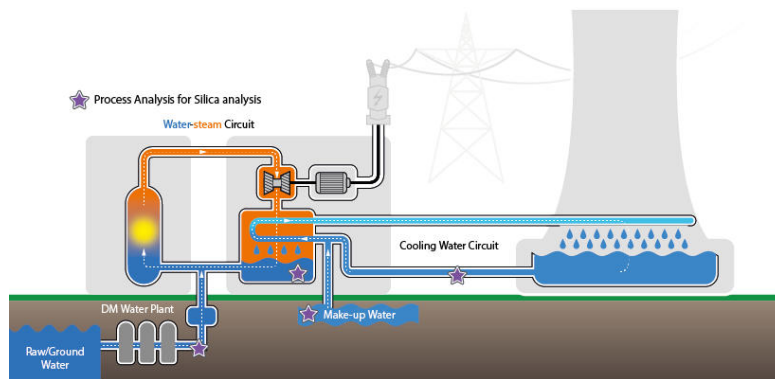 Process Analysis for Silica analysis
Water-steam Circuit
Cooling Water Circuit
DM Water Plant
Make-up Water
Raw/Ground
Water